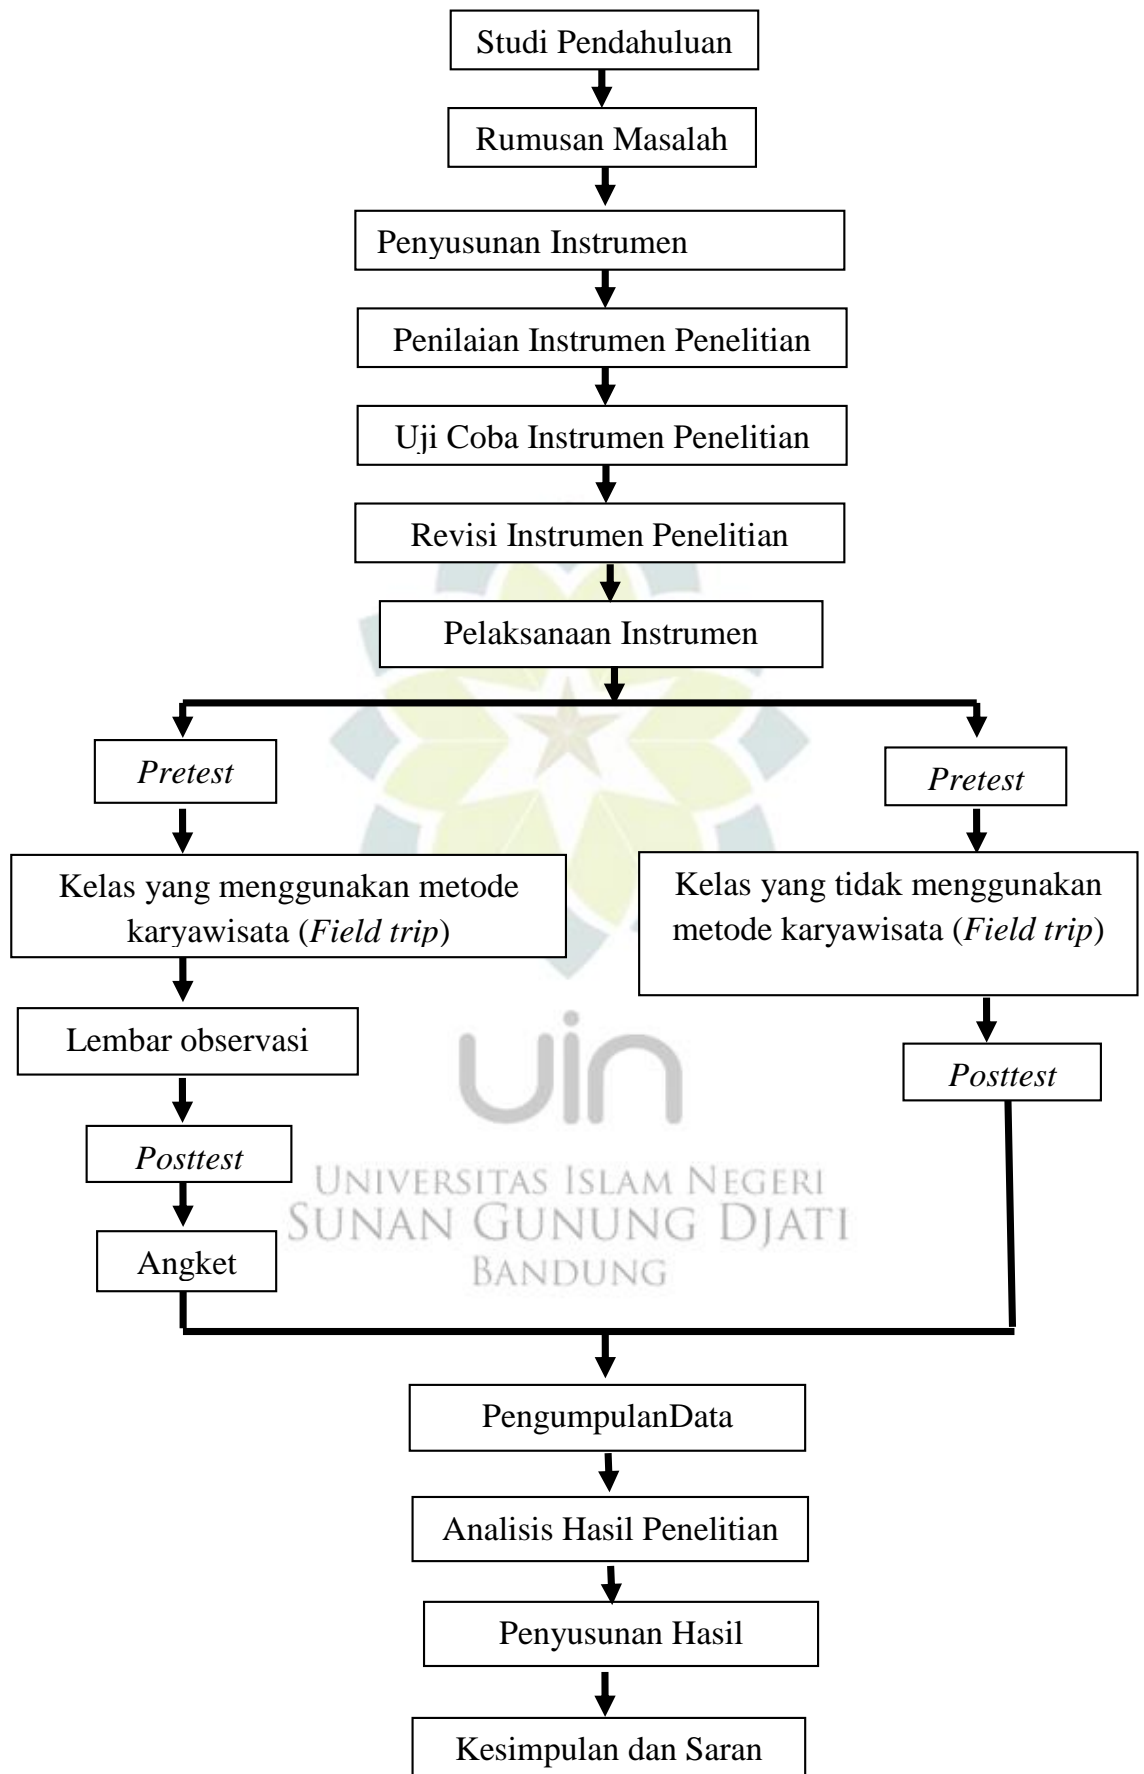 Studi Pendahuluan
Rumusan Masalah
Penyusunan Instrumen
Penilaian Instrumen Penelitian
Uji Coba Instrumen Penelitian
Revisi Instrumen Penelitian
Pelaksanaan Instrumen
Pretest
Kelas yang menggunakan metode
karyawisata (Field trip)
Lembar observasi
Posttest
Angket
Pretest
Kelas yang tidak menggunakan
metode karyawisata (Field trip)
Posttest
uin
UNIVERSITAS ISLAM NEGERI
SUNAN GUNUNG DJATI
BANDUNG
PengumpulanData
Analisis Hasil Penelitian
Penyusunan Hasil
Kesimpulan dan Saran